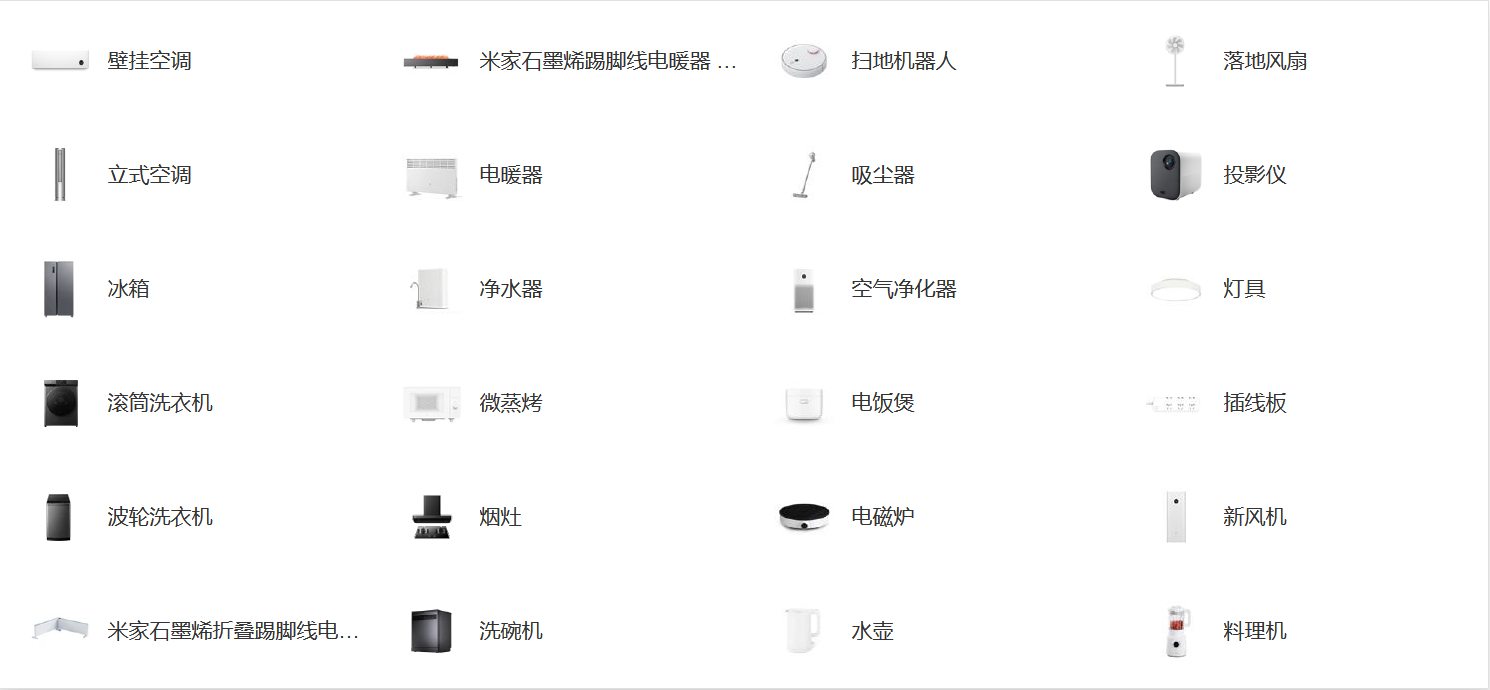 壁挂空调
米家石墨烯踢脚线电暖器 ...
扫地机器人
落地风扇
立式空调
电暖器
吸尘器
投影仪
冰箱
净水器
空气净化器
灯具
滚筒洗衣机
微蒸烤
电饭煲
插线板
波轮洗衣机
烟灶
电磁炉
新风机
米家石墨烯折叠踢脚线电...
洗碗机
水壶
料理机